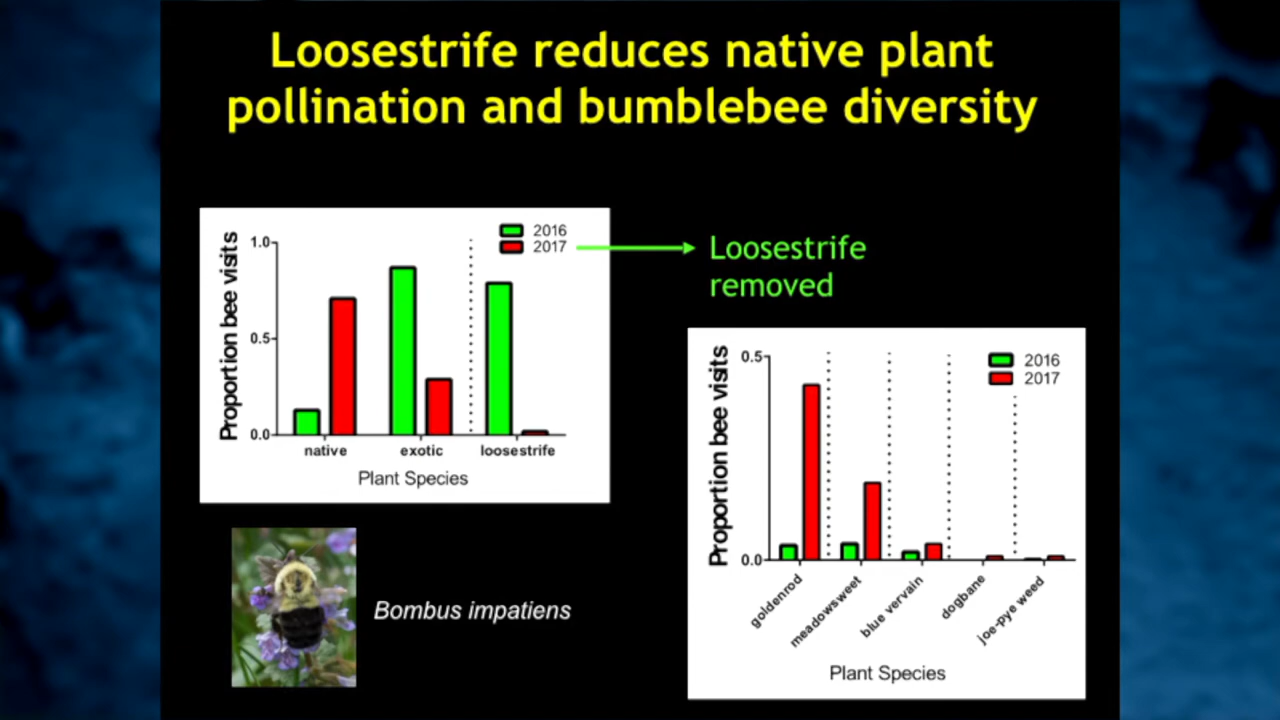 Loosestrife reduces native plant
pollination and bumblebee diversity
Proportion bee visits
1.0
0.5
0.0
2016
2017
native exotic loosestrife
Plant Species
Loosestrife
removed
Proportion bee visits
0.5
0.0
2016
2017
goldenrod
meadowsweet
blue vervain
dogbane
joe-pye weed
Plant Species
Bombus impatiens